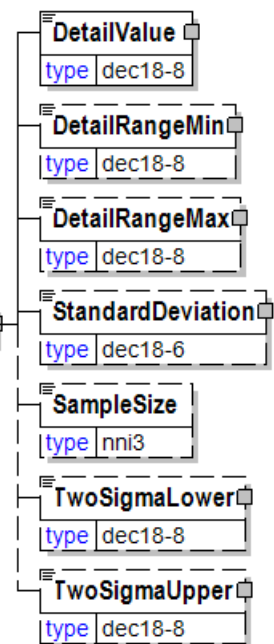 DetailValue
type dec18-8
DetailRangeMin
type dec18-8
DetailRangeMax
type dec18-8
StandardDeviation
type dec18-6
SampleSize
type nni3
TwoSigmaLower
type dec18-8
TwoSigmaUpper
type dec18-8